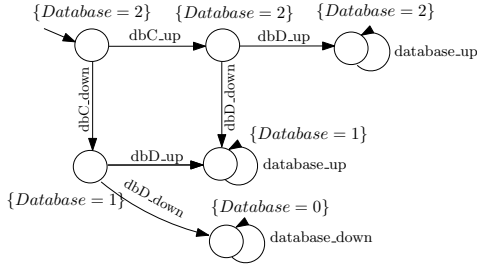 {Database = 2}
{Database = 2}
{Database = 2}
dbC_up
dbD_up
database_up
dbC_down
dbD_down
{Database = 1}
dbD_up
database_up
{Database = 1}
dbD_down
{Database = 0}
database_down